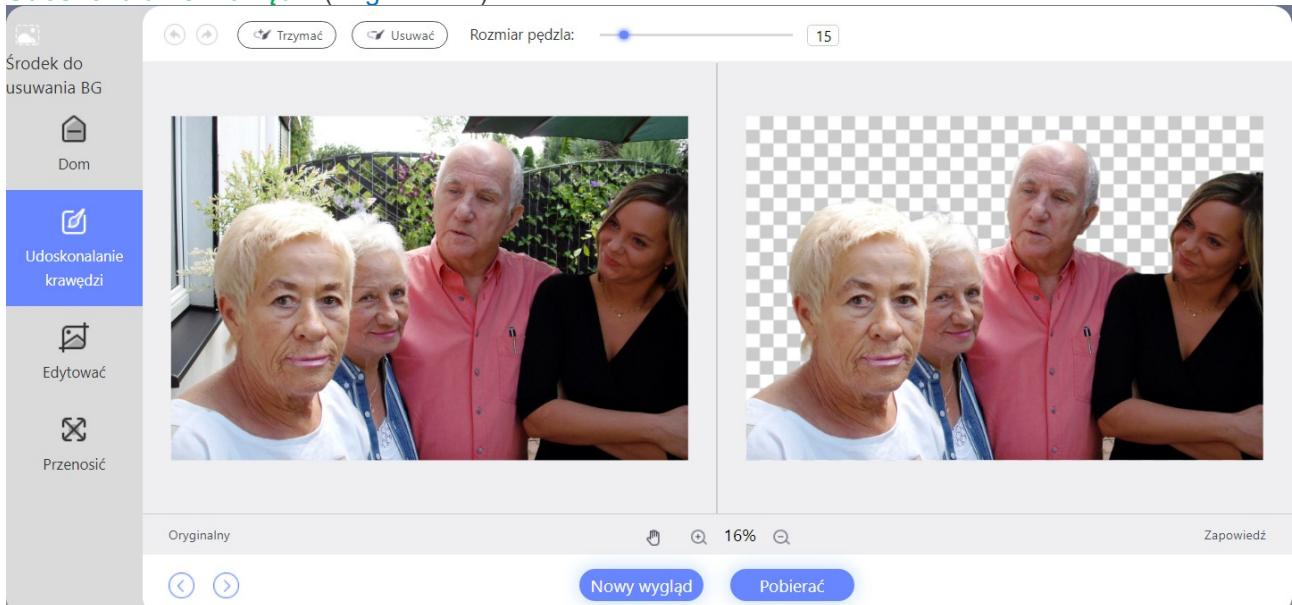 Środek do
usuwania BG
Dom
Udoskonalanie
krawędzi
Edytować
Przenosić
Trzymać Usuwać Rozmiar pędzla: 15
Oryginalny 16% Zapowiedź
Nowy wygląd Pobierać